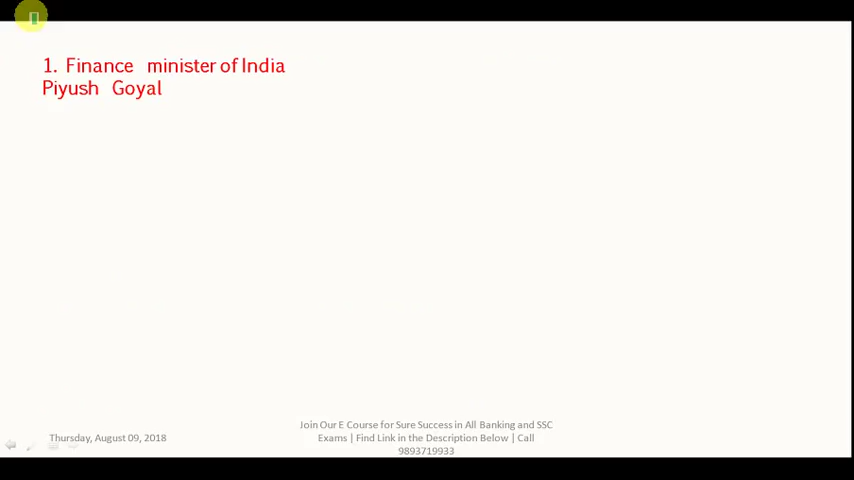 1. Finance minister of India
Piyush Goyal
Join Our E Course for Sure Success in All Banking and SSC
Thursday, August 09, 2018
Exams | Find Link in the Description Below | Call
9893719933